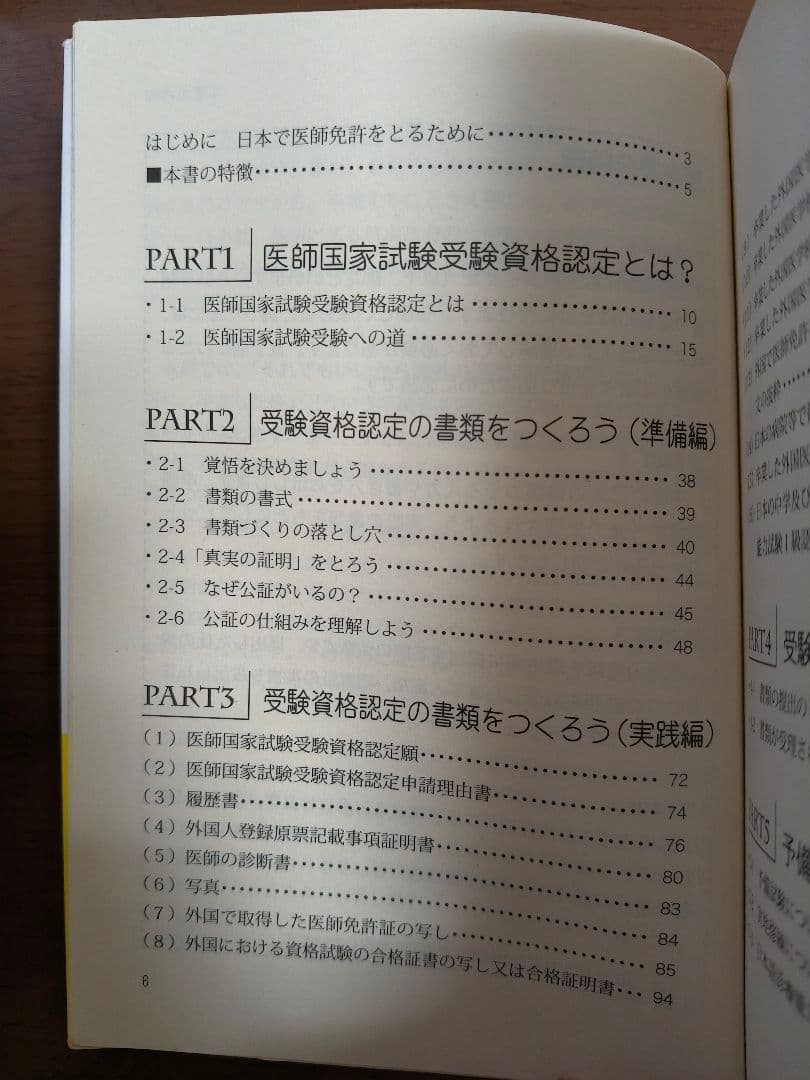 はじめに　日本で医師免許をとるために……………………3
■本書の特徴……………………………………5
PART1　医師国家試験受験資格認定とは？
・1-1　医師国家試験受験資格認定とは……………………10
・1-2　医師国家試験受験への道……………………15
PART2　受験資格認定の書類をつくろう（準備編）
・2-1　覚悟を決めましょう……………………38
・2-2　書類の書式……………………39
・2-3　書類づくりの落とし穴……………………40
・2-4「真実の証明」をとろう……………………44
・2-5　なぜ公証がいるの？……………………45
・2-6　公証の仕組みを理解しよう……………………48
PART3　受験資格認定の書類をつくろう（実践編）
（1）医師国家試験受験資格認定願……………………72
（2）医師国家試験受験資格認定申請理由書……………………74
（3）履歴書……………………76
（4）外国人登録原票記載事項証明書……………………80
（5）医師の診断書……………………83
（6）写真……………………84
（7）外国で取得した医師免許証の写し……………………85
（8）外国における資格試験の合格証書の写し又は合格証明書…94
6
PART4
PART5